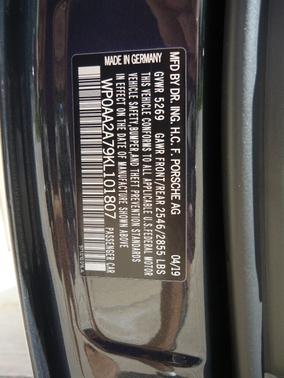 MFD BY DR. ING. H.C. F. PORSCHE AG 04/19
GVWR 5269 GAWR FRONT/REAR 2546/2855 LBS
THIS VEHICLE CONFORMS TO ALL APPLICABLE U.S. FEDERAL MOTOR
VEHICLE SAFETY, BUMPER AND THEFT PREVENTION STANDARDS
IN EFFECT ON THE DATE OF MANUFACTURE SHOWN ABOVE.
MADE IN GERMANY
WP0AA2A79KL101807
PASSENGER CAR